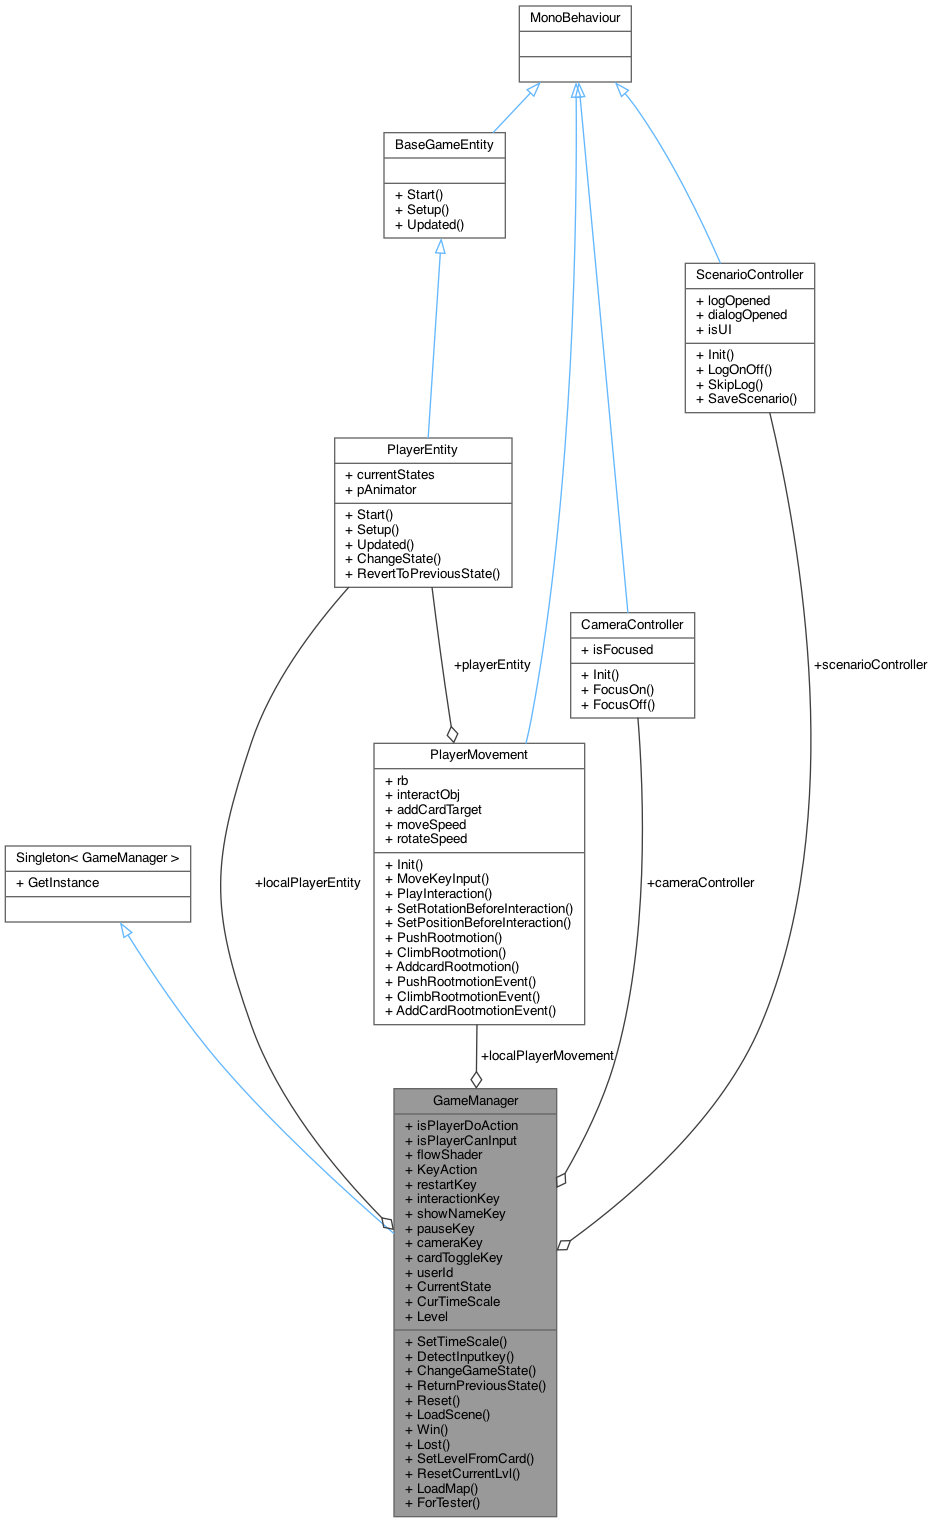 MonoBehaviour
BaseGameEntity
+ Start()
+ Setup()
+ Updated()
ScenarioController
+ logOpened
+ dialogOpened
+ isUI
+ Init()
+ LogOnOff()
+ SkipLog()
+ SaveScenario()
PlayerEntity
+ currentStates
+ pAnimator
+ Start()
+ Setup()
+ Updated()
+ ChangeState()
+ RevertToPreviousState()
CameraController
+ isFocused
+ Init()
+ FocusOn()
+ FocusOff()
+playerEntity
+scenarioController
PlayerMovement
+ rb
+ interactObj
+ addCardTarget
+ moveSpeed
+ rotateSpeed
+ Init()
+ MoveKeyInput()
+ PlayInteraction()
+ SetRotationBeforeInteraction()
+ SetPositionBeforeInteraction()
+ PushRootmotion()
+ ClimbRootmotion()
+ AddcardRootmotion()
+ PushRootmotionEvent()
+ ClimbRootmotionEvent()
+ AddCardRootmotionEvent()
Singleton< GameManager >
+ GetInstance
+localPlayerEntity
+cameraController
+localPlayerMovement
GameManager
+ isPlayerDoAction
+ isPlayerCanInput
+ flowShader
+ KeyAction
+ restartKey
+ interactionKey
+ showNameKey
+ pauseKey
+ cameraKey
+ cardToggleKey
+ userId
+ CurrentState
+ CurTimeScale
+ Level
+ SetTimeScale()
+ DetectInputkey()
+ ChangeGameState()
+ ReturnPreviousState()
+ Reset()
+ LoadScene()
+ Win()
+ Lost()
+ SetLevelFromCard()
+ ResetCurrentLvl()
+ LoadMap()
+ ForTester()